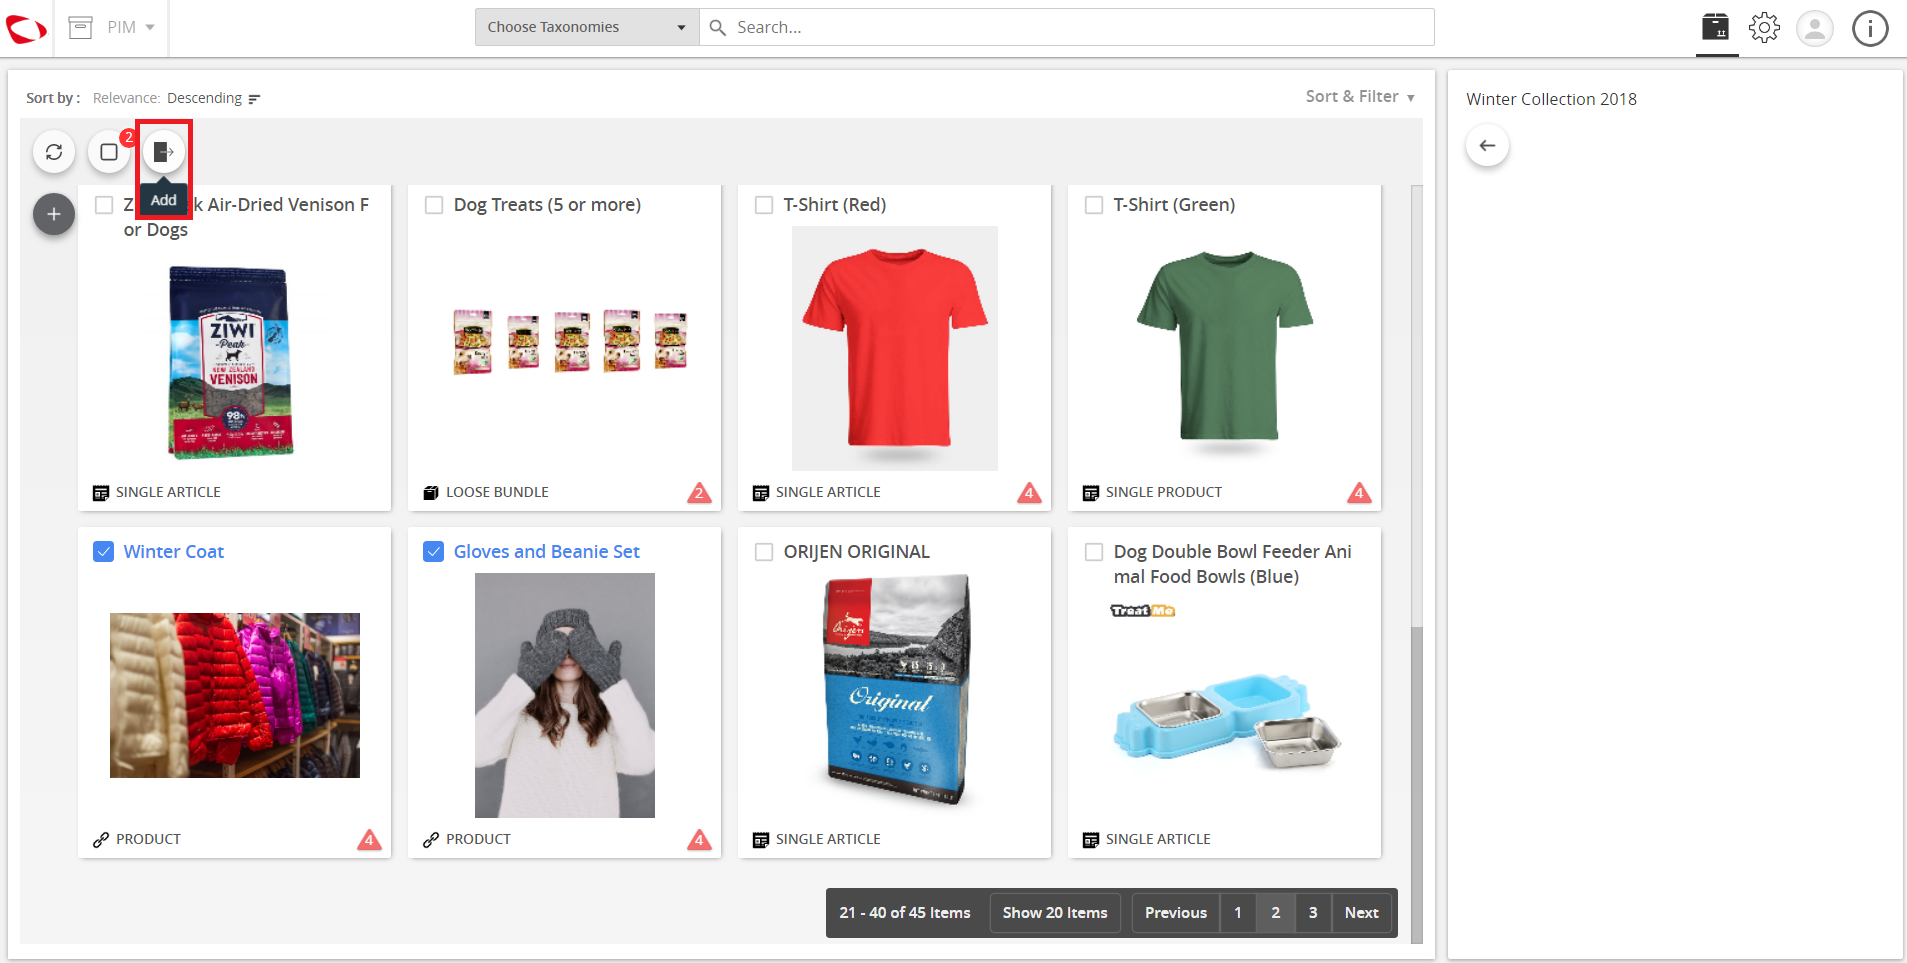 PIM
Choose Taxonomies
Search...
Sort by : Relevance: Descending
Sort & Filter
Winter Collection 2018
2
Add
k Air-Dried Venison F
or Dogs
Dog Treats (5 or more)
T-Shirt (Red)
T-Shirt (Green)
ZIWI
Peak
NEW ZEALAND
VENISON
98%
SINGLE ARTICLE
LOOSE BUNDLE
2
SINGLE ARTICLE
4
SINGLE PRODUCT
4
Winter Coat
Gloves and Beanie Set
ORIJEN ORIGINAL
Dog Double Bowl Feeder Ani
mal Food Bowls (Blue)
Treat Me
Orijen
Original
PRODUCT
4
PRODUCT
4
SINGLE ARTICLE
SINGLE ARTICLE
21 - 40 of 45 Items
Show 20 Items
Previous
1
2
3
Next